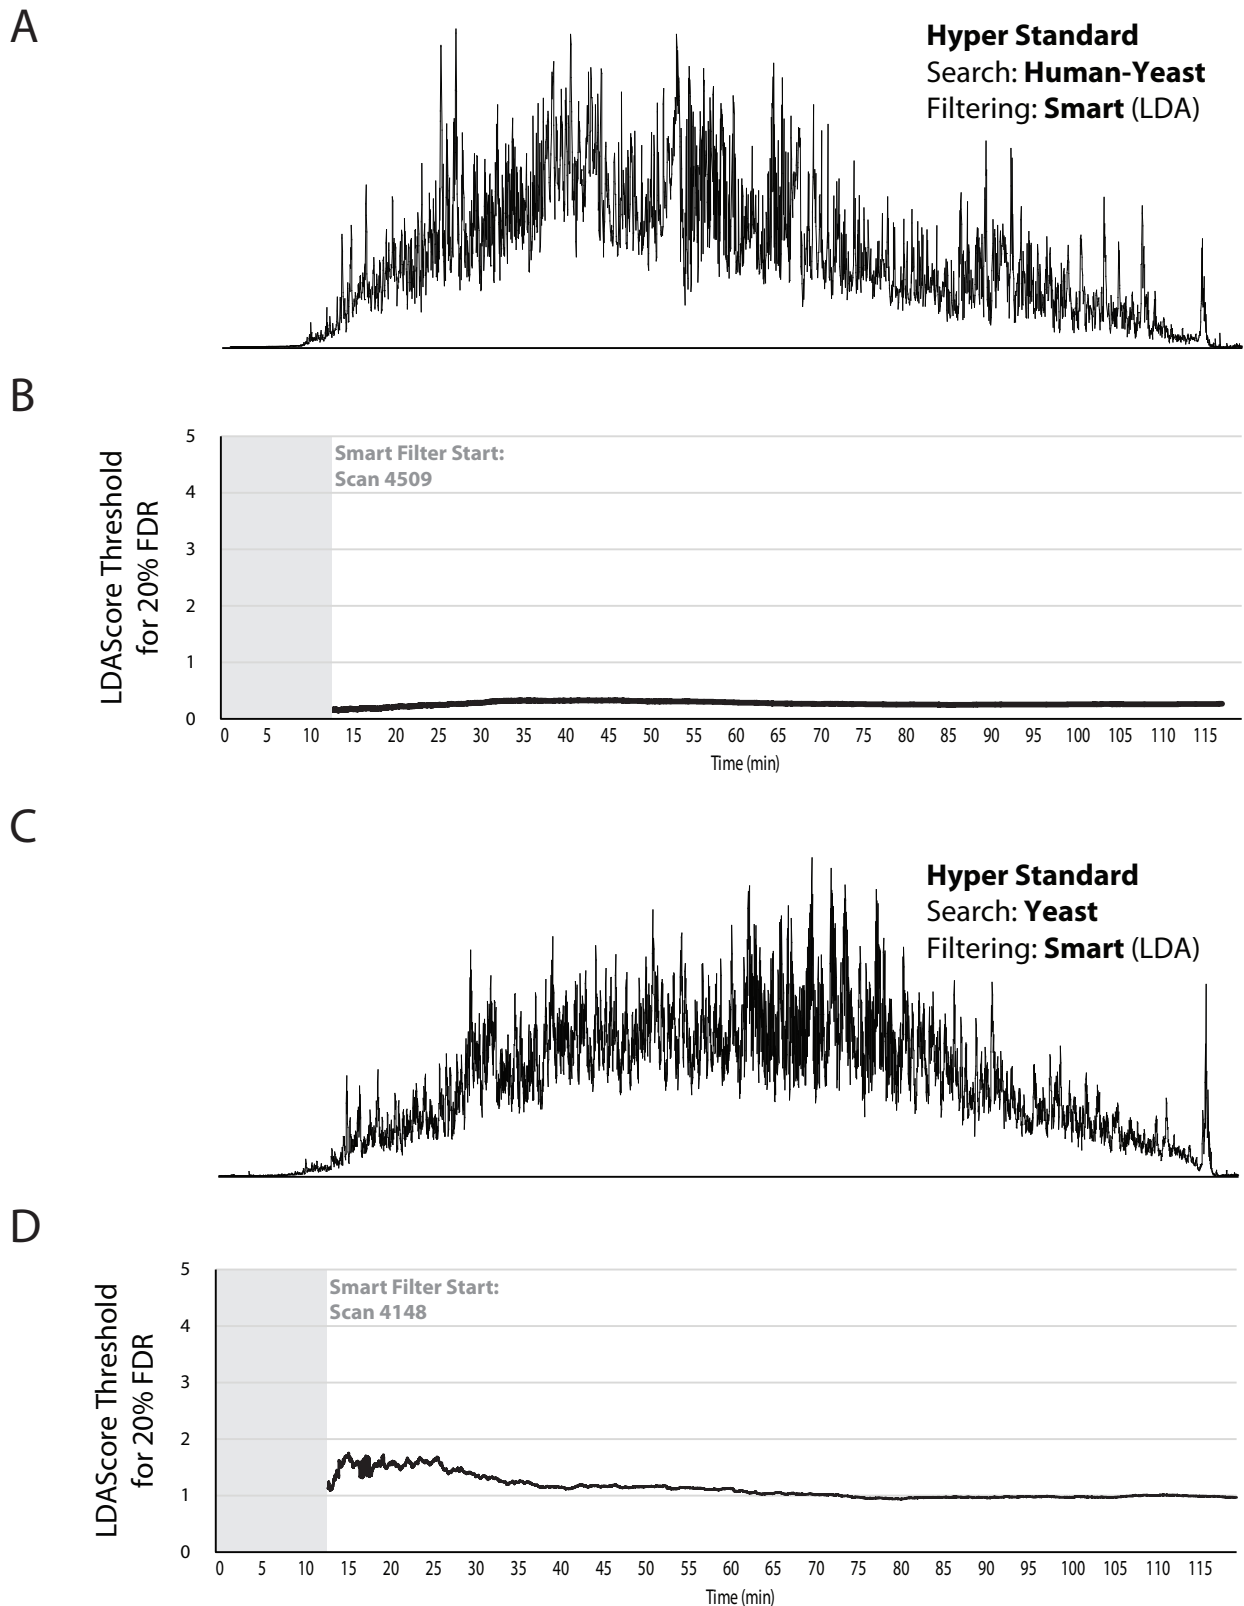 A
Hyper Standard
Search: Human-Yeast
Filtering: Smart (LDA)
B
LDAScore Threshold
for 20% FDR
5
4
3
2
1
0
Smart Filter Start:
Scan 4509
0 5 10 15 20 25 30 35 40 45 50 55 60 65 70 75 80 85 90 95 100 105 110 115
Time (min)
C
Hyper Standard
Search: Yeast
Filtering: Smart (LDA)
D
LDAScore Threshold
for 20% FDR
5
4
3
2
1
0
Smart Filter Start:
Scan 4148
0 5 10 15 20 25 30 35 40 45 50 55 60 65 70 75 80 85 90 95 100 105 110 115
Time (min)